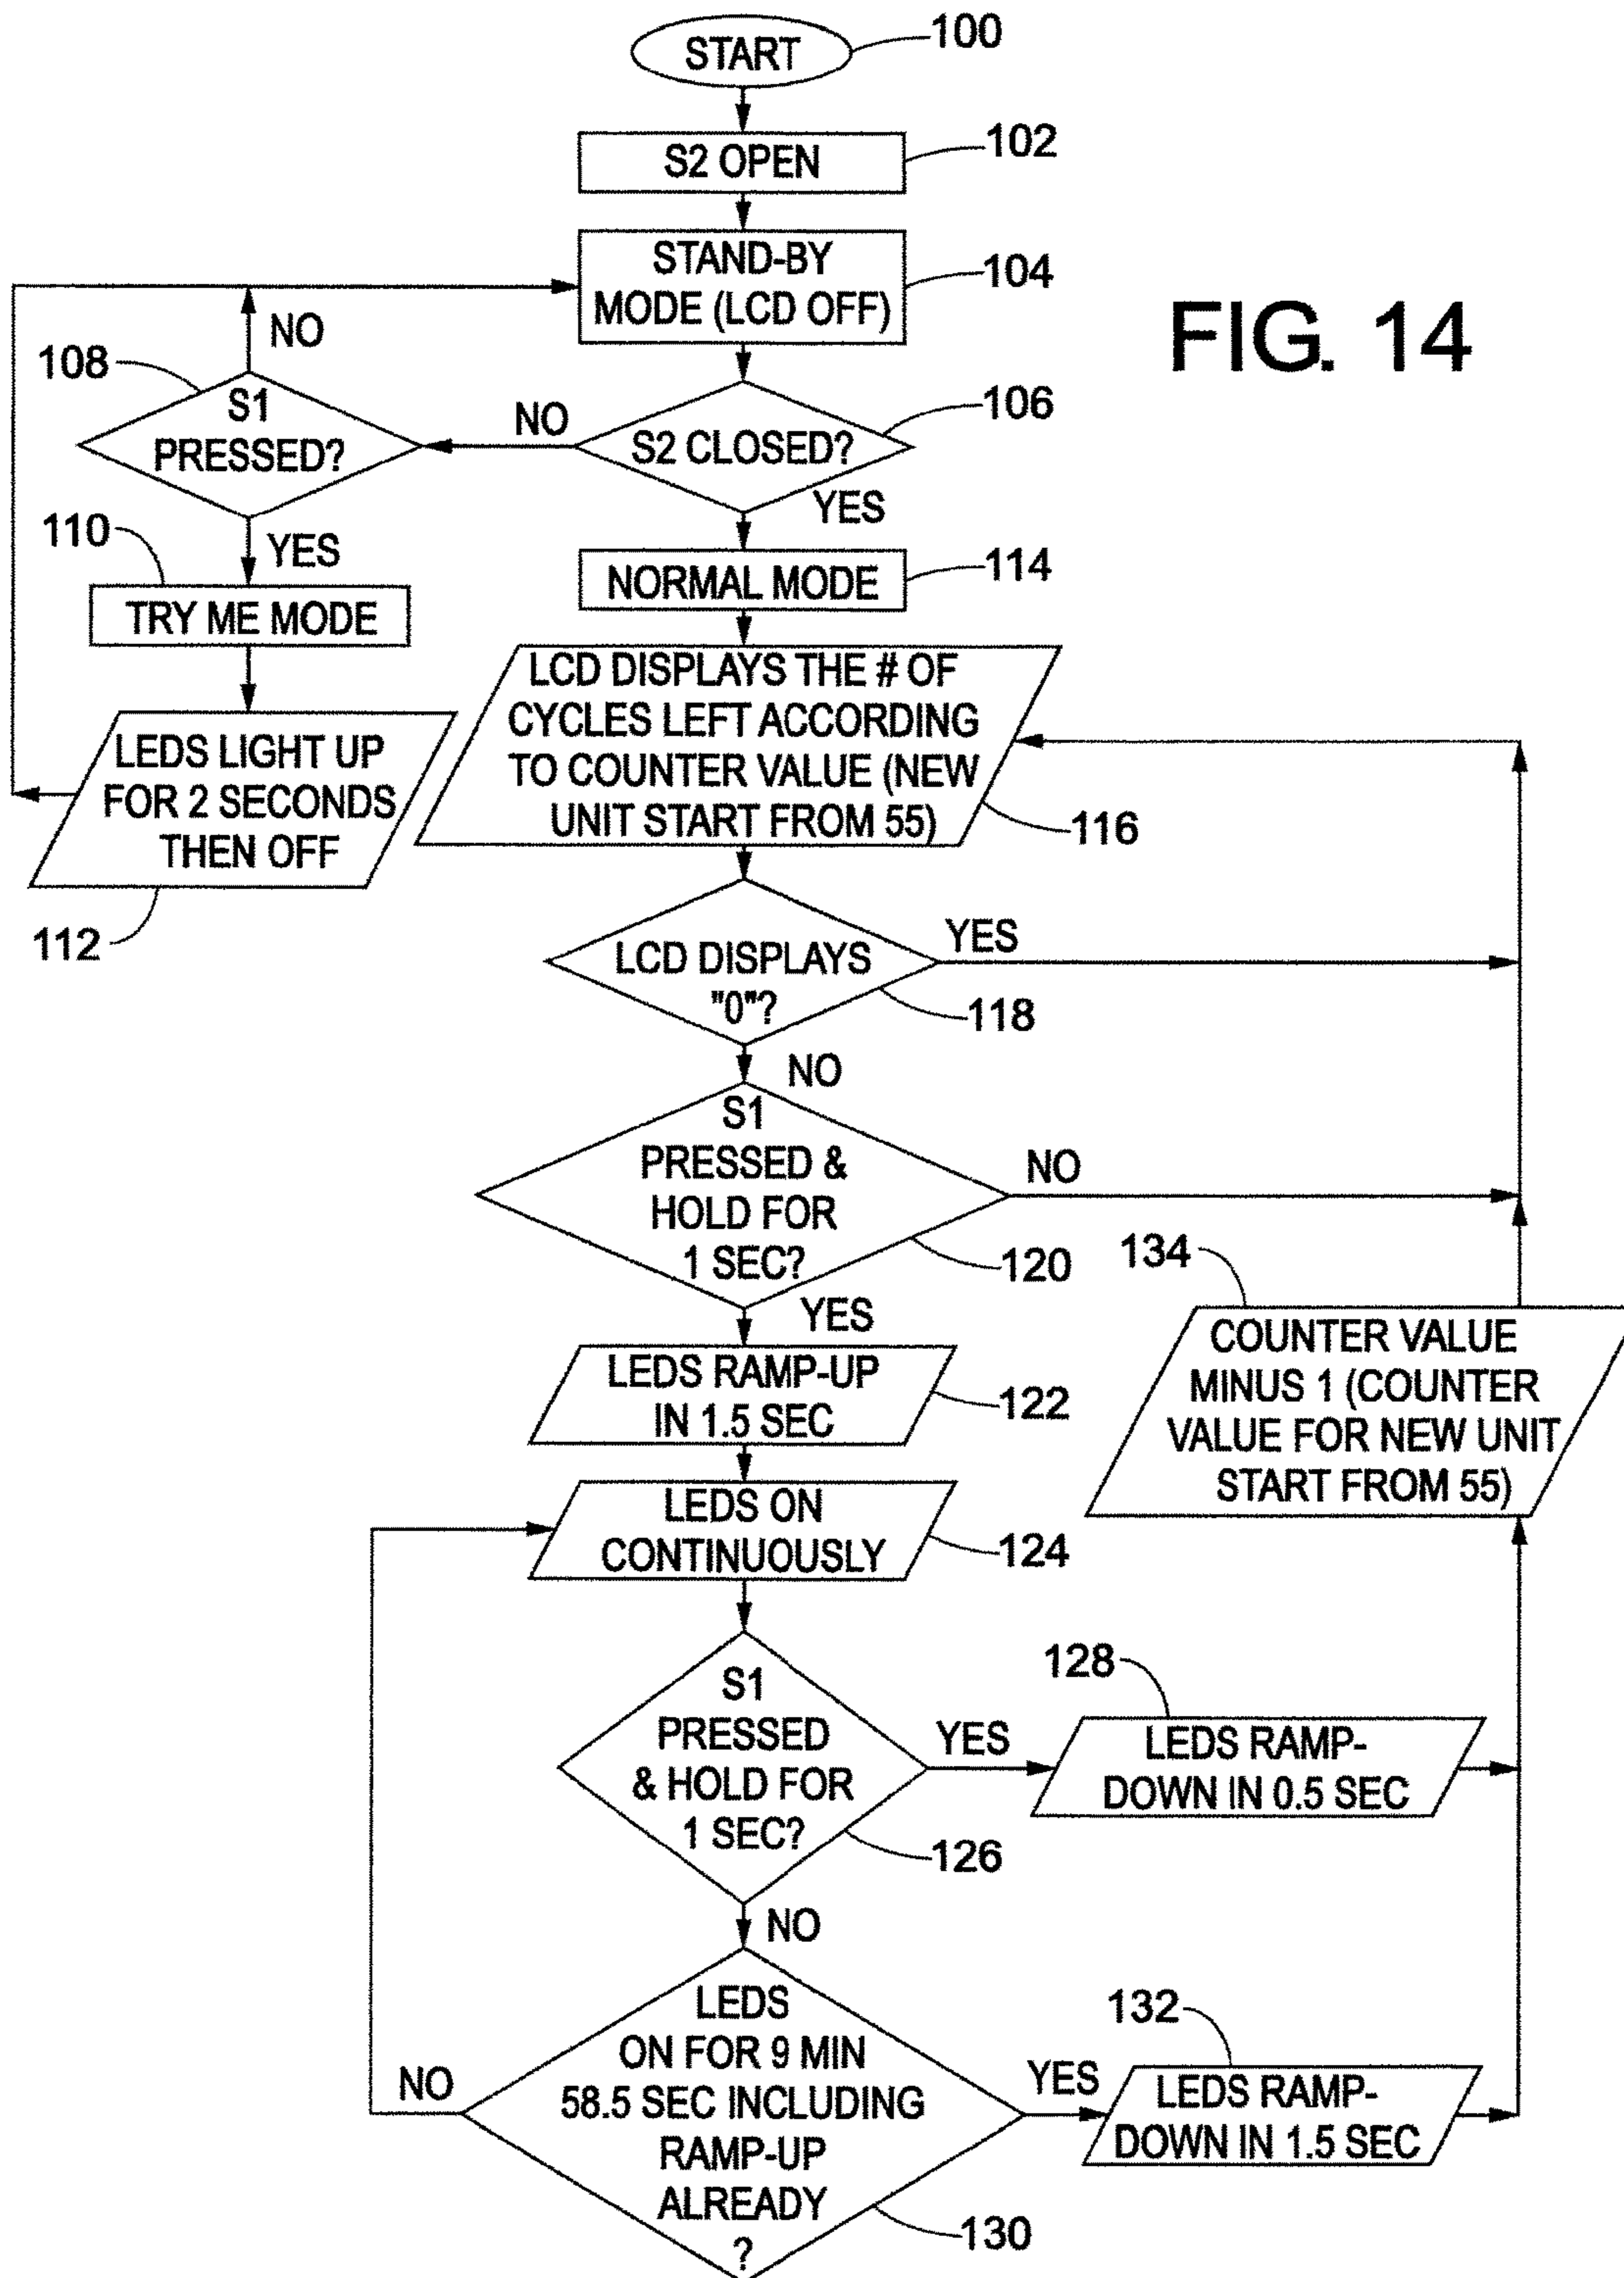 START
100
S2 OPEN
102
STAND-BY
MODE (LCD OFF)
104
FIG. 14
NO
108
S1
PRESSED?
NO
S2 CLOSED?
106
YES
110
YES
TRY ME MODE
NORMAL MODE
114
LEDS LIGHT UP
FOR 2 SECONDS
THEN OFF
112
LCD DISPLAYS THE # OF
CYCLES LEFT ACCORDING
TO COUNTER VALUE (NEW
UNIT START FROM 55)
116
LCD DISPLAYS
"0"?
YES
118
NO
S1
PRESSED &
HOLD FOR
1 SEC?
NO
120
YES
134
COUNTER VALUE
MINUS 1 (COUNTER
VALUE FOR NEW UNIT
START FROM 55)
LEDS RAMP-UP
IN 1.5 SEC
122
LEDS ON
CONTINUOUSLY
124
S1
PRESSED
& HOLD FOR
1 SEC?
YES
126
128
LEDS RAMP-
DOWN IN 0.5 SEC
NO
LEDS
ON FOR 9 MIN
58.5 SEC INCLUDING
RAMP-UP
ALREADY
?
NO
YES
130
132
LEDS RAMP-
DOWN IN 1.5 SEC